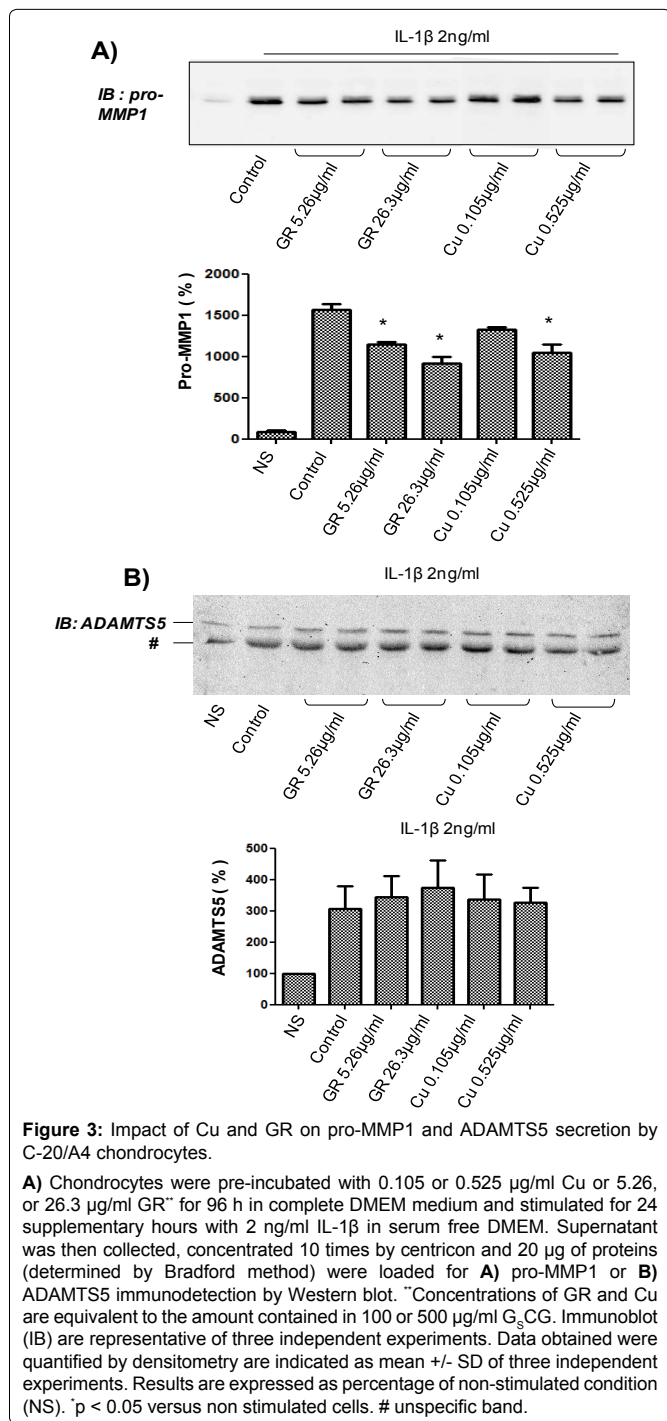 IL-1β 2ng/ml
A)
IB : pro-
MMP1
Control
GR 5.26µg/ml
GR 26.3µg/ml
Cu 0.105µg/ml
Cu 0.525µg/ml
Pro-MMP1 ( % )
2000
1500
1000
500
0
*
*
*
NS
Control
GR 5.26µg/ml
GR 26.3µg/ml
Cu 0.105µg/ml
Cu 0.525µg/ml
B)
IL-1β 2ng/ml
IB: ADAMTS5
#
NS
Control
GR 5.26µg/ml
GR 26.3µg/ml
Cu 0.105µg/ml
Cu 0.525µg/ml
IL-1β 2ng/ml
ADAMTS5 ( % )
500
400
300
200
100
0
NS
Control
GR 5.26µg/ml
GR 26.3µg/ml
Cu 0.105µg/ml
Cu 0.525µg/ml
Figure 3: Impact of Cu and GR on pro-MMP1 and ADAMTS5 secretion by
C-20/A4 chondrocytes.
A) Chondrocytes were pre-incubated with 0.105 or 0.525 µg/ml Cu or 5.26,
or 26.3 µg/ml GR** for 96 h in complete DMEM medium and stimulated for 24
supplementary hours with 2 ng/ml IL-1β in serum free DMEM. Supernatant
was then collected, concentrated 10 times by centricon and 20 µg of proteins
(determined by Bradford method) were loaded for A) pro-MMP1 or B)
ADAMTS5 immunodetection by Western blot. **Concentrations of GR and Cu
are equivalent to the amount contained in 100 or 500 µg/ml GSCG. Immunoblot
(IB) are representative of three independent experiments. Data obtained were
quantified by densitometry are indicated as mean +/- SD of three independent
experiments. Results are expressed as percentage of non-stimulated condition
(NS). *p < 0.05 versus non stimulated cells. # unspecific band.